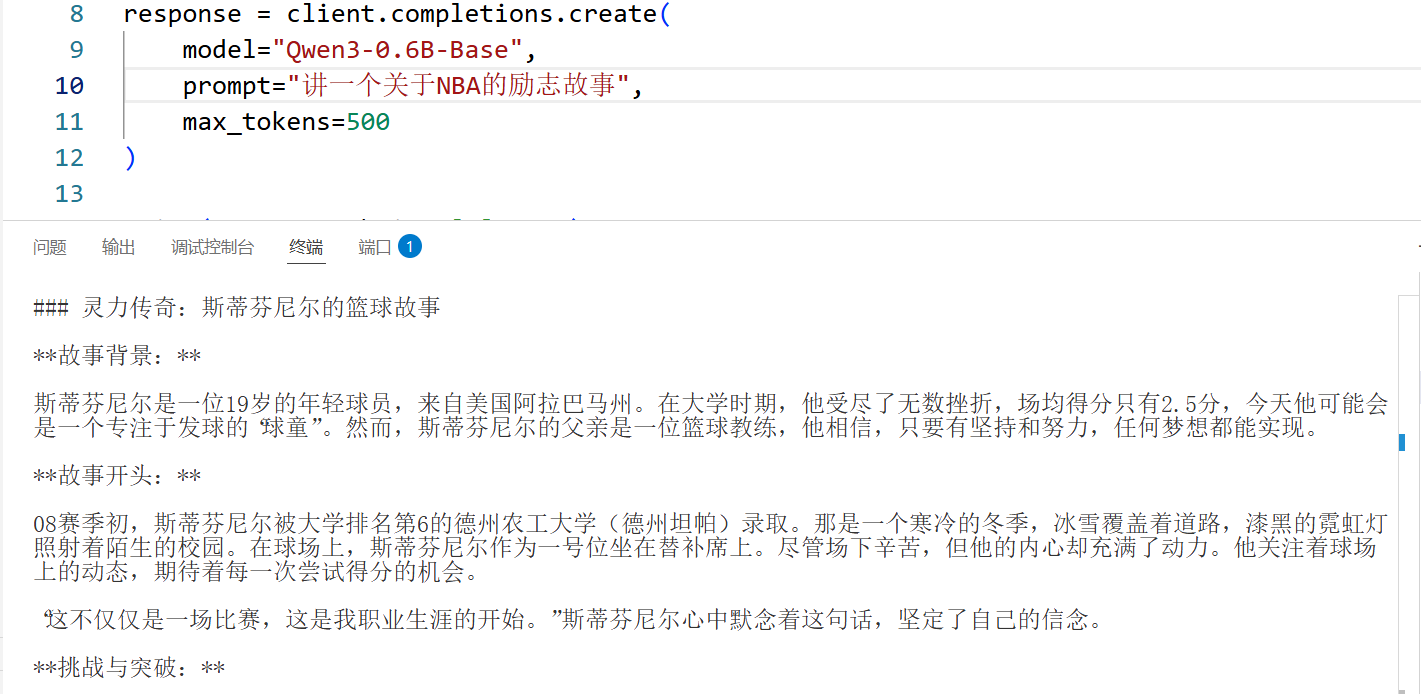 8 response = client.completions.create(
9 model="Qwen3-0.6B-Base",
10 prompt="讲一个关于NBA的励志故事",
11 max_tokens=500
12 )
13
问题 输出 调试控制台 终端 端口 1
### 灵力传奇：斯蒂芬尼尔的篮球故事
**故事背景：**
斯蒂芬尼尔是一位19岁的年轻球员，来自美国阿拉巴马州。在大学时期，他受尽了无数挫折，场均得分只有2.5分，今天他可能会
是一个专注于发球的“球童”。然而，斯蒂芬尼尔的父亲是一位篮球教练，他相信，只要有坚持和努力，任何梦想都能实现。
**故事开头：**
08赛季初，斯蒂芬尼尔被大学排名第6的德州农工大学（德州坦帕）录取。那是一个寒冷的冬季，冰雪覆盖着道路，漆黑的霓虹灯
照射着陌生的校园。在球场上，斯蒂芬尼尔作为一号位坐在替补席上。尽管场下辛苦，但他的内心却充满了动力。他关注着球场
上的动态，期待着每一次尝试得分的机会。
“这不仅仅是一场比赛，这是我职业生涯的开始。”斯蒂芬尼尔心中默念着这句话，坚定了自己的信念。
**挑战与突破：**